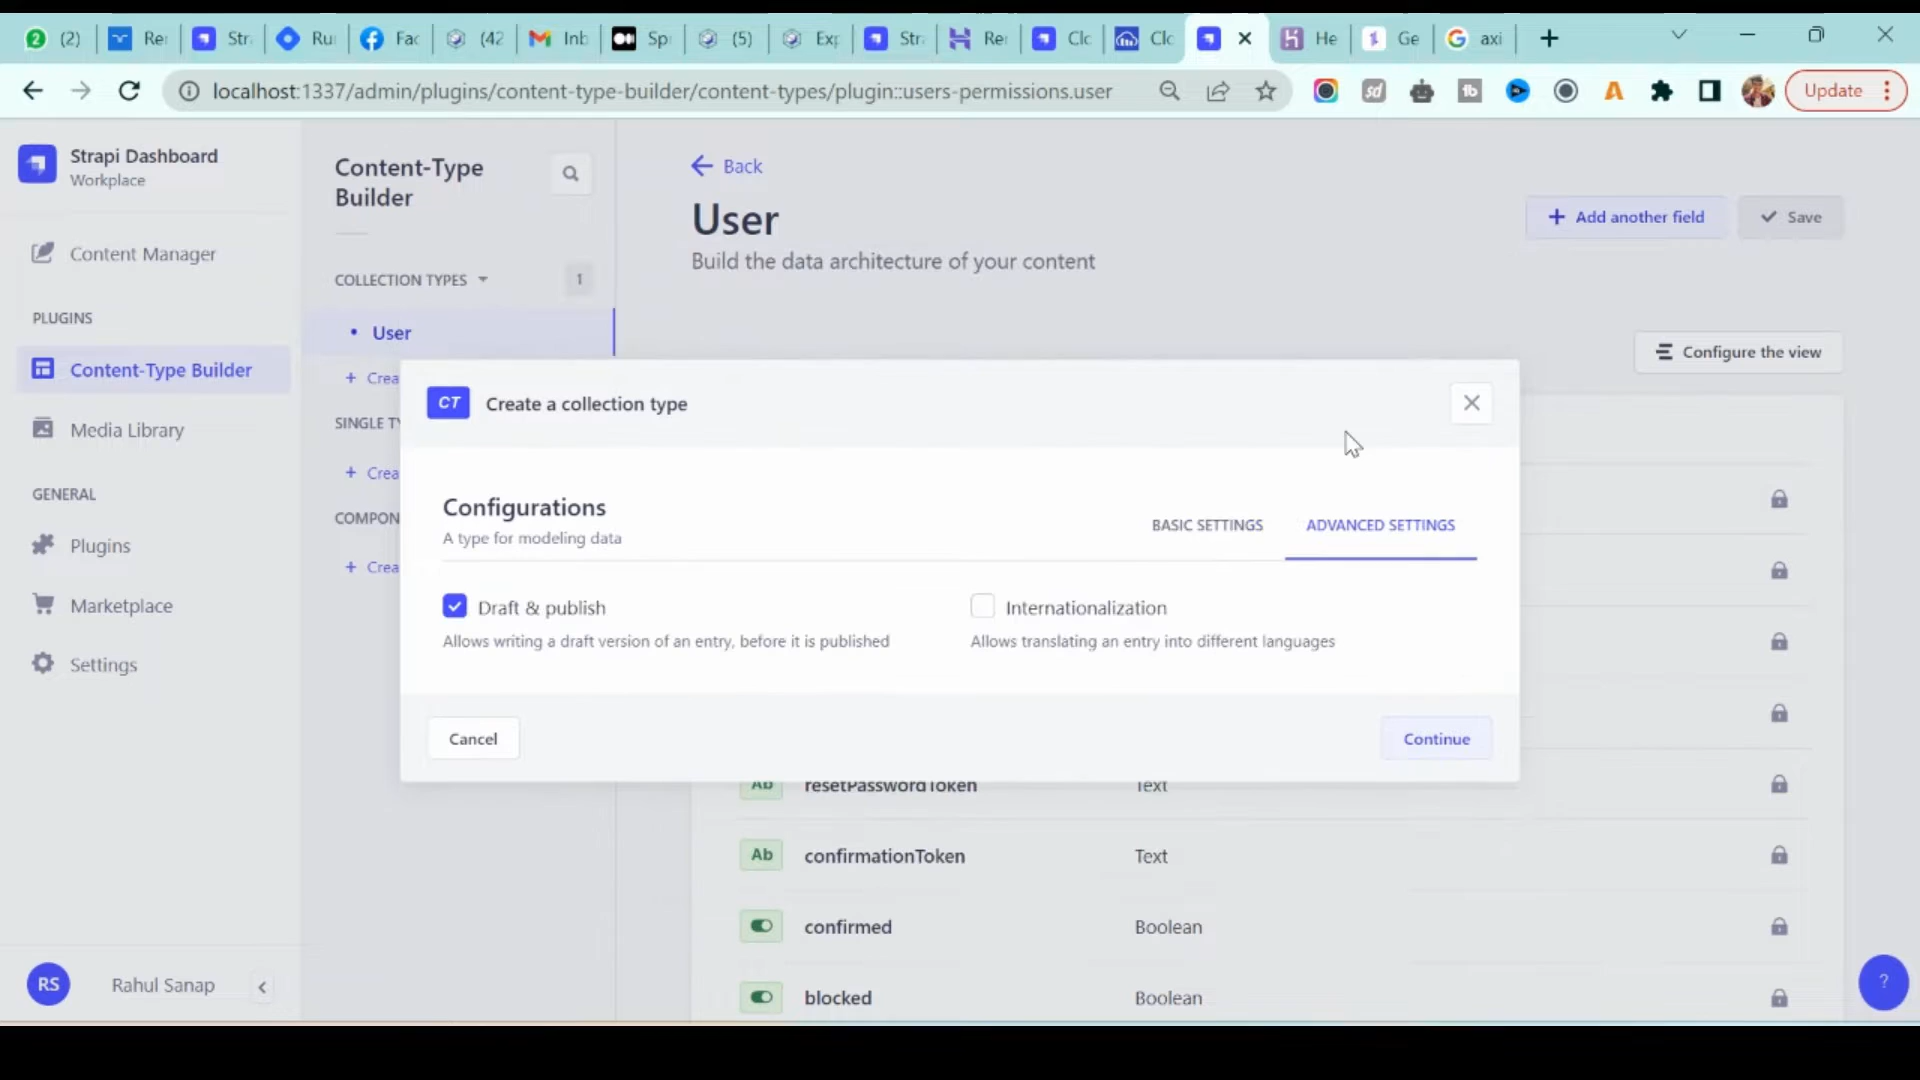 (2)
Re
Str
Ru
Fac
(42
Inb
Sp
(5)
Exp
Str
Re
Clo
Clo
He
Ge
axi
localhost:1337/admin/plugins/content-type-builder/content-types/plugin::users-permissions.user
Update
Strapi Dashboard
Workplace
Content Manager
PLUGINS
Content-Type Builder
Media Library
GENERAL
Plugins
Marketplace
Settings
RS
Rahul Sanap
Content-Type
Builder
COLLECTION TYPES
1
User
+ Crea
SINGLE TY
+ Crea
COMPON
+ Crea
Back
User
Build the data architecture of your content
Add another field
Save
Configure the view
CT
Create a collection type
Configurations
A type for modeling data
BASIC SETTINGS
ADVANCED SETTINGS
Draft & publish
Allows writing a draft version of an entry, before it is published
Internationalization
Allows translating an entry into different languages
Cancel
Continue
Ab resetPasswordToken Text
Ab confirmationToken Text
confirmed Boolean
blocked Boolean
?